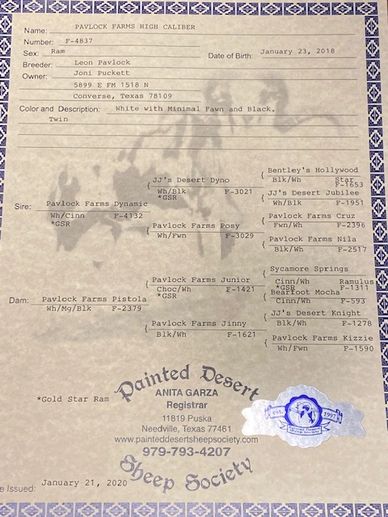 Name: PAVLOCK FARMS HIGH CALIBER
Number: F-4837
Sex: Ram Date of Birth: January 23, 2018
Breeder: Leon Pavlock
Owner: Joni Puckett
5899 E FM 1518 N
Converse, Texas 78109
Color and Description: White with Minimal Fawn and Black.
Twin
Bentley's Hollywood
Blk/Wh Star
F-1653
JJ's Desert Dyno
Wh/Blk F-3021
*GSR
JJ's Desert Jubilee
Wh/Blk F-1951
Sire: Pavlock Farms Dynamic
Wh/Cinn F-4132
*GSR
Pavlock Farms Cruz
Fwn/Wh F-2396
Pavlock Farms Posy
Wh/Fwn F-3029
Pavlock Farms Nila
Blk/Wh F-2517
Sycamore Springs
Cinn/Wh Ramulus
*GSR F-1311
Pavlock Farms Junior
Choc/Wh F-1421
*GSR
Bearfoot Mocha
Cinn/Wh F-593
Dam: Pavlock Farms Pistola
Wh/Mg/Blk F-2379
JJ's Desert Knight
Blk/Wh F-1278
Pavlock Farms Jinny
Blk/Wh F-1621
Pavlock Farms Kizzie
Wh/Fwn F-1590
*Gold Star Ram
Painted Desert
ANITA GARZA
Registrar
11819 Puska
Needville, Texas 77461
www.painteddesertsheepsociety.com
979-793-4207
Sheep Society
e Issued: January 21, 2020